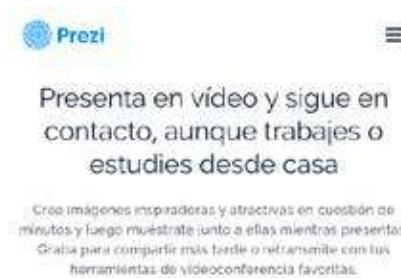 Prezi
Presenta en vídeo y sigue en
contacto, aunque trabajes o
estudies desde casa
Crea imágenes inspiradoras y atractivas en cuestión de
minutos y luego muéstrate junto a ellas mientras presentas.
Graba para compartir más tarde o retransmite con tus
herramientas de videoconferencia favoritas.